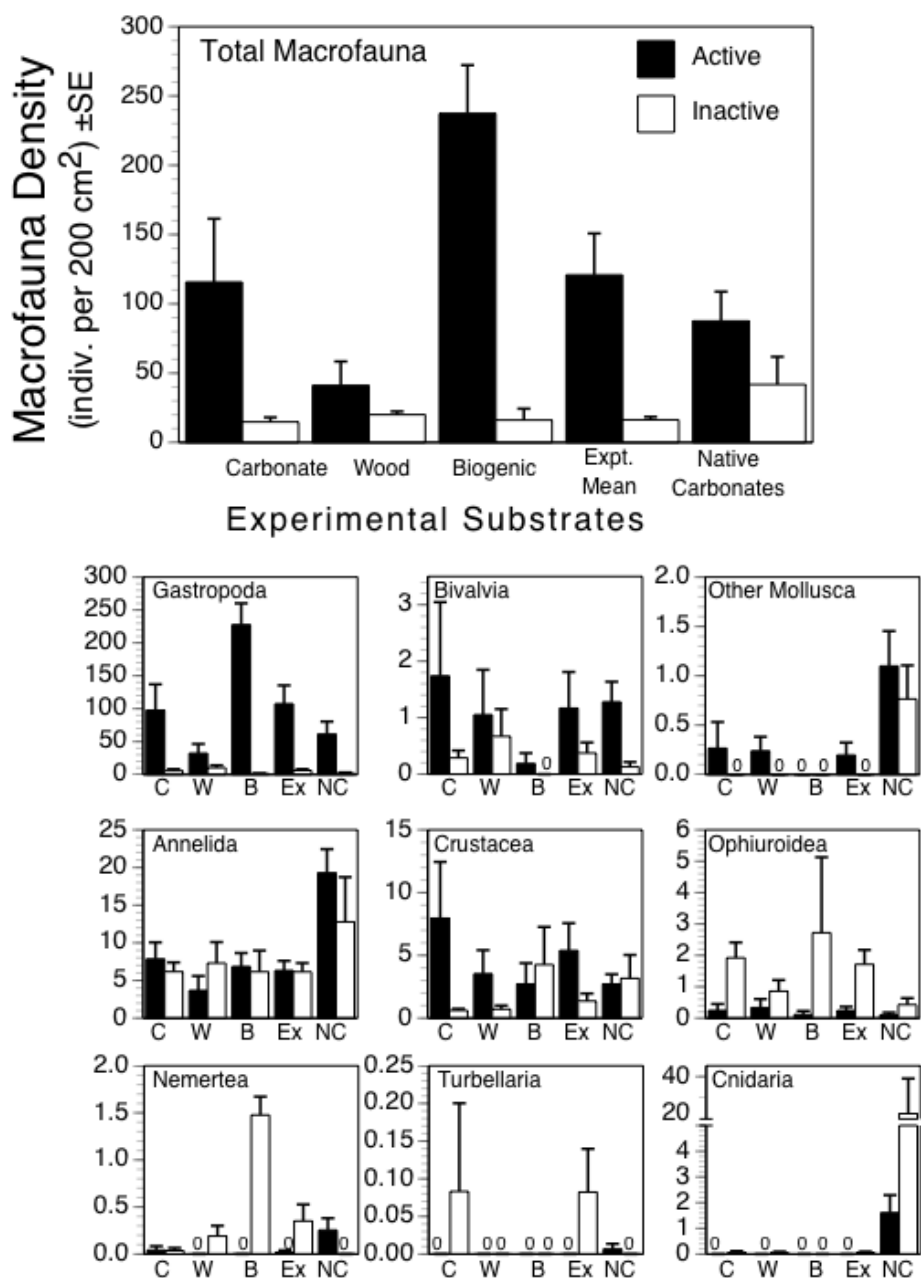 Macrofauna Density
(indiv. per 200 cm2) ±SE
300
250
200
150
100
50
0
Total Macrofauna
Active
Inactive
Carbonate Wood Biogenic Expt. Mean Native Carbonates
Experimental Substrates
Gastropoda
300
250
200
150
100
50
0
C W B Ex NC
Bivalvia
3
2
1
0
0
C W B Ex NC
Other Mollusca
2.0
1.5
1.0
0.5
0.0
0 0 0 0 0
C W B Ex NC
Annelida
25
20
15
10
5
0
C W B Ex NC
Crustacea
15
10
5
0
C W B Ex NC
Ophiuroidea
6
5
4
3
2
1
0
C W B Ex NC
Nemertea
2.0
1.5
1.0
0.5
0.0
0 0 0
C W B Ex NC
Turbellaria
0.25
0.20
0.15
0.10
0.05
0.00
0 0 0 0 0 0 0
C W B Ex NC
Cnidaria
40
20
4
3
2
1
0
0 0 0 0 0
C W B Ex NC